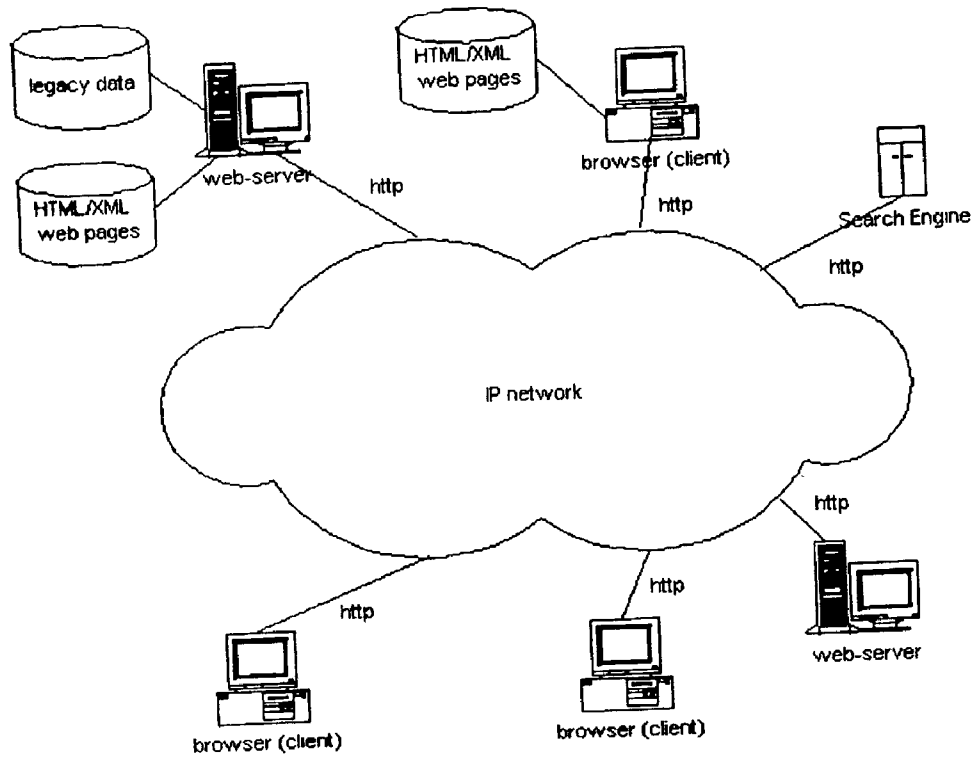 legacy data
HTML/XML
web pages
web-server
http
HTML/XML
web pages
browser (client)
http
Search Engine
http
IP network
http
web-server
http
browser (client)
http
browser (client)